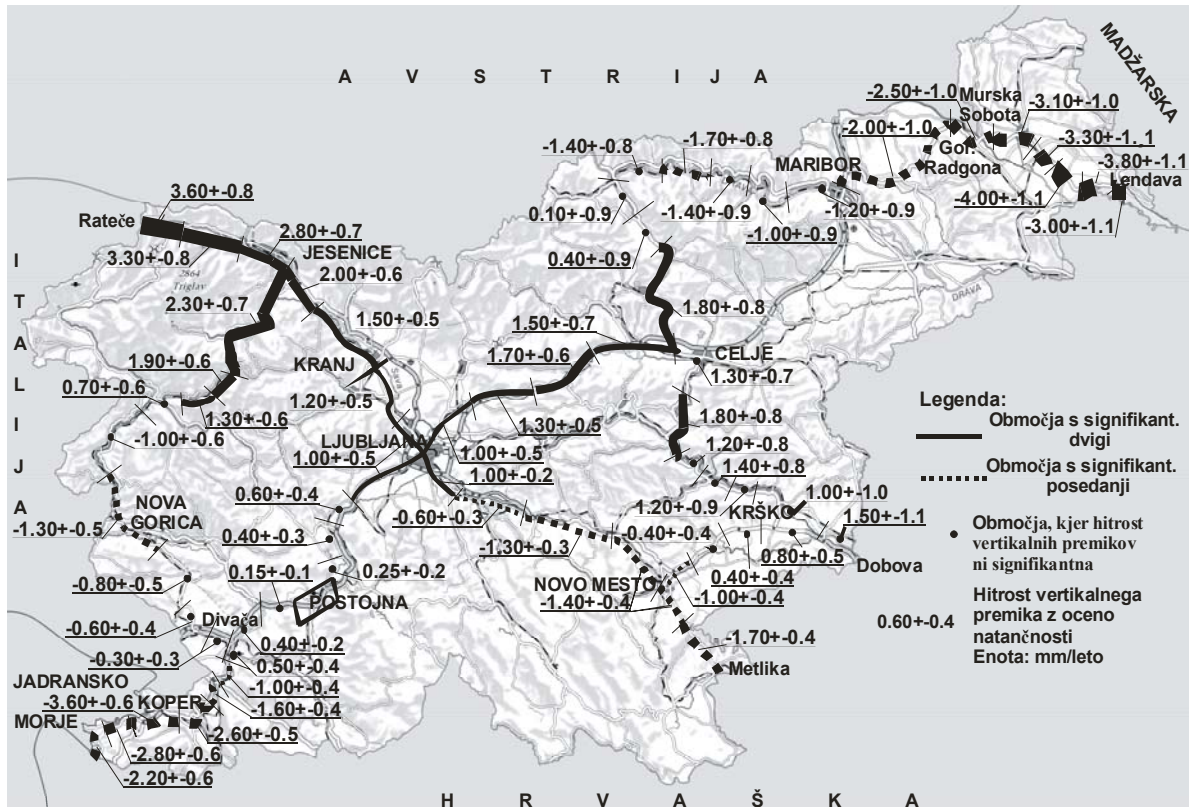 A V S T R I J A
MADŽARSKA
I T A L I J A
H R V A Š K A
-2.50+-1.0
Murska
Sobota
-3.10+-1.0
-2.00+-1.0
-3.30+-1.1
Gor.
Radgona
-3.80+-1.1
Lendava
-4.00+-1.1
-3.00+-1.1
-1.40+-0.8
-1.70+-0.8
MARIBOR
0.10+-0.9
-1.40+-0.9
-1.20+-0.9
-1.00+-0.9
0.40+-0.9
3.60+-0.8
Rateče
2.80+-0.7
JESENICE
3.30+-0.8
2864
Triglav
2.00+-0.6
2.30+-0.7
1.50+-0.5
1.80+-0.8
DRAVA
1.50+-0.7
1.70+-0.6
CELJE
1.30+-0.7
KRANJ
Sava
1.90+-0.6
0.70+-0.6
1.20+-0.5
1.30+-0.6
1.30+-0.5
1.80+-0.8
-1.00+-0.6
LJUBLJANA
1.00+-0.5
1.00+-0.5
1.00+-0.2
1.20+-0.8
1.40+-0.8
NOVA
GORICA
-1.30+-0.5
0.60+-0.4
-0.60+-0.3
1.20+-0.9
KRŠKO
1.00+-1.0
1.50+-1.1
0.40+-0.3
-1.30+-0.3
-0.40+-0.4
0.80+-0.5
Dobova
-0.80+-0.5
0.15+-0.1
0.25+-0.2
POSTOJNA
NOVO MESTO
0.40+-0.4
-1.40+-0.4
-1.00+-0.4
Divača
-0.60+-0.4
0.40+-0.2
-0.30+-0.3
0.50+-0.4
-1.70+-0.4
Metlika
-1.00+-0.4
JADRANSKO
MORJE
-3.60+-0.6
KOPER
-1.60+-0.4
-2.60+-0.5
-2.80+-0.6
-2.20+-0.6
Legenda:
Območja s signifikant.
dvigi
Območja s signifikant.
posedanji
Območja, kjer hitrost
vertikalnih premikov
ni signifikantna
0.60+-0.4
Hitrost vertikalnega
premika z oceno
natančnosti
Enota: mm/leto